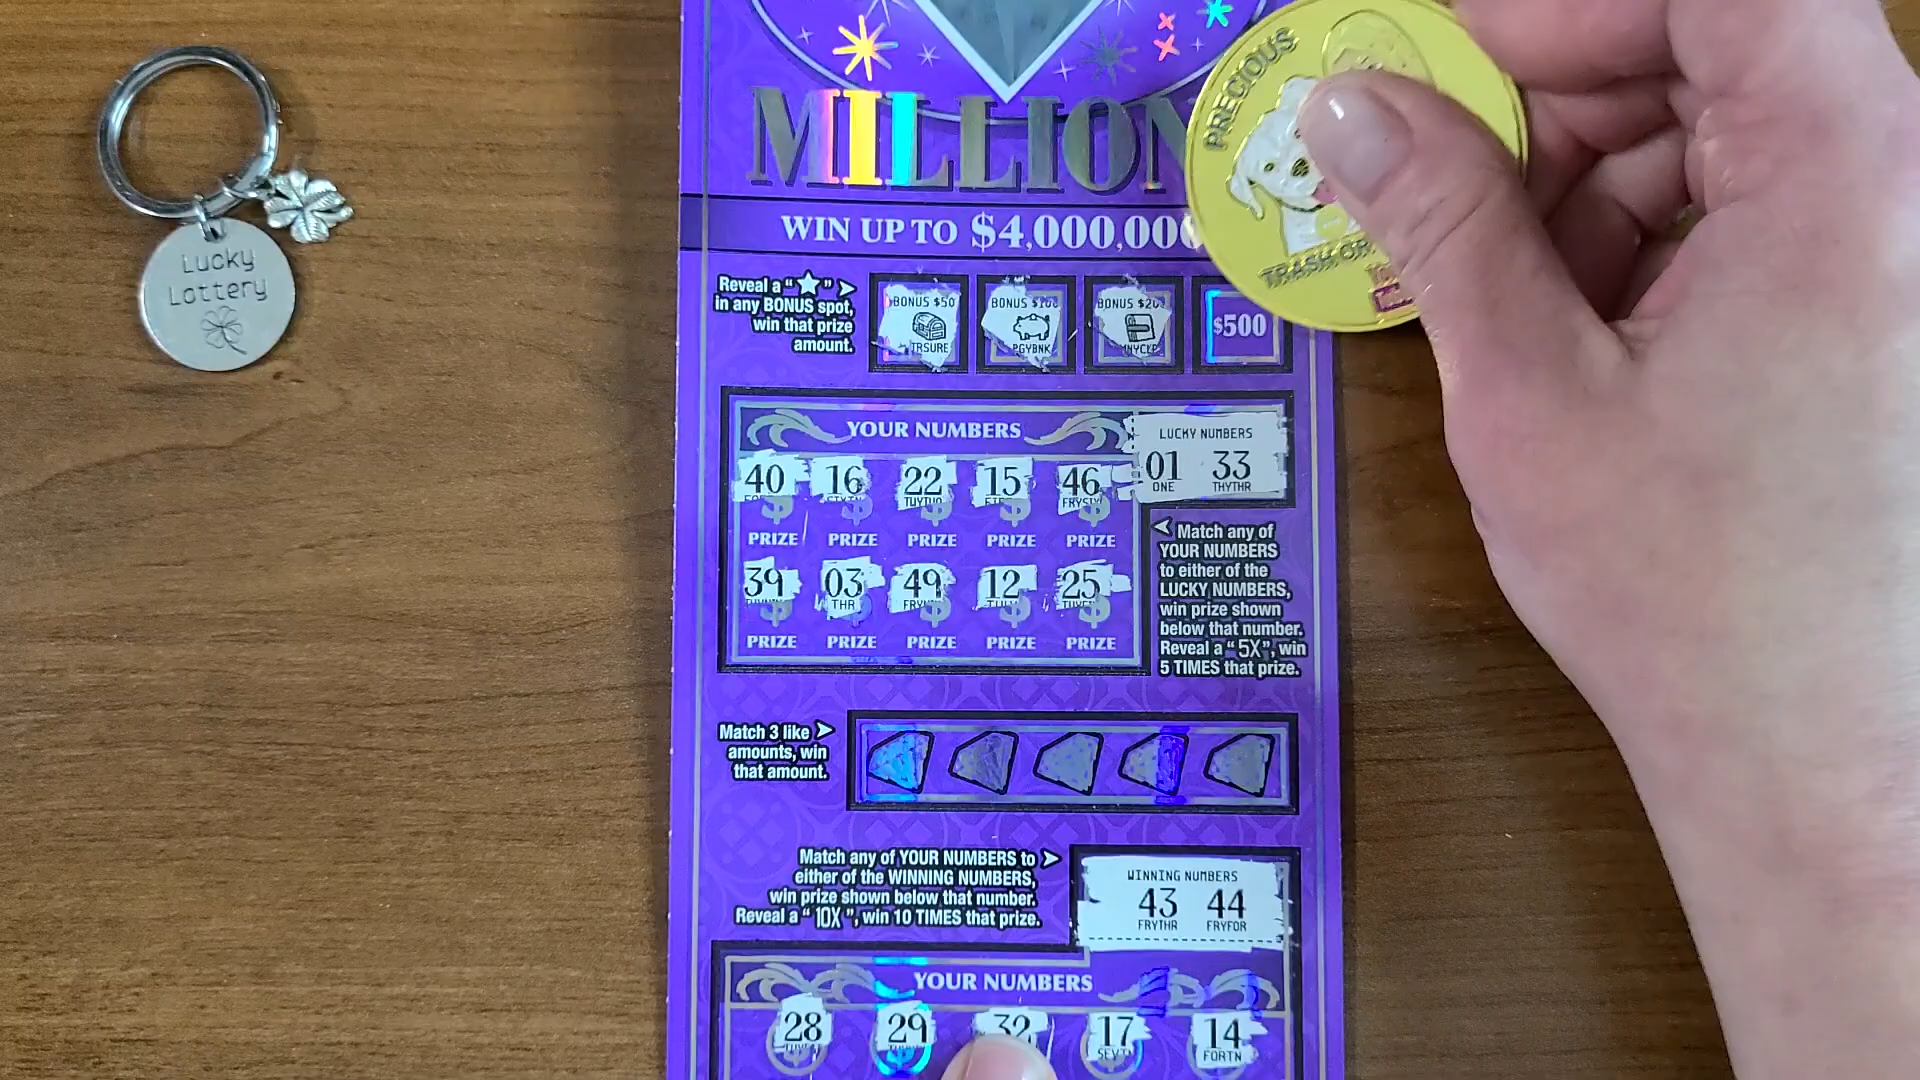 Lucky
Lottery
PRECIOUS
TRASH OR
MILLION
WIN UP TO $4,000,000
Reveal a "★"
in any BONUS spot,
win that prize
amount.
BONUS $50
TRSURE
BONUS
PGYBNK
BONUS
$500
YOUR NUMBERS
LUCKY NUMBERS
01 33
ONE THYTHR
40 16 22 15 46
PRIZE PRIZE PRIZE PRIZE PRIZE
39 03 49 12 25
THR
PRIZE PRIZE PRIZE PRIZE PRIZE
Match any of
YOUR NUMBERS
to either of the
LUCKY NUMBERS,
win prize shown
below that number.
Reveal a "5X", win
5 TIMES that prize.
Match 3 like
amounts, win
that amount.
Match any of YOUR NUMBERS to
either of the WINNING NUMBERS,
win prize shown below that number.
Reveal a "10X", win 10 TIMES that prize.
WINNING NUMBERS
43 44
FRYTHR FRYFOR
YOUR NUMBERS
28 29 32 17 14
FORTN